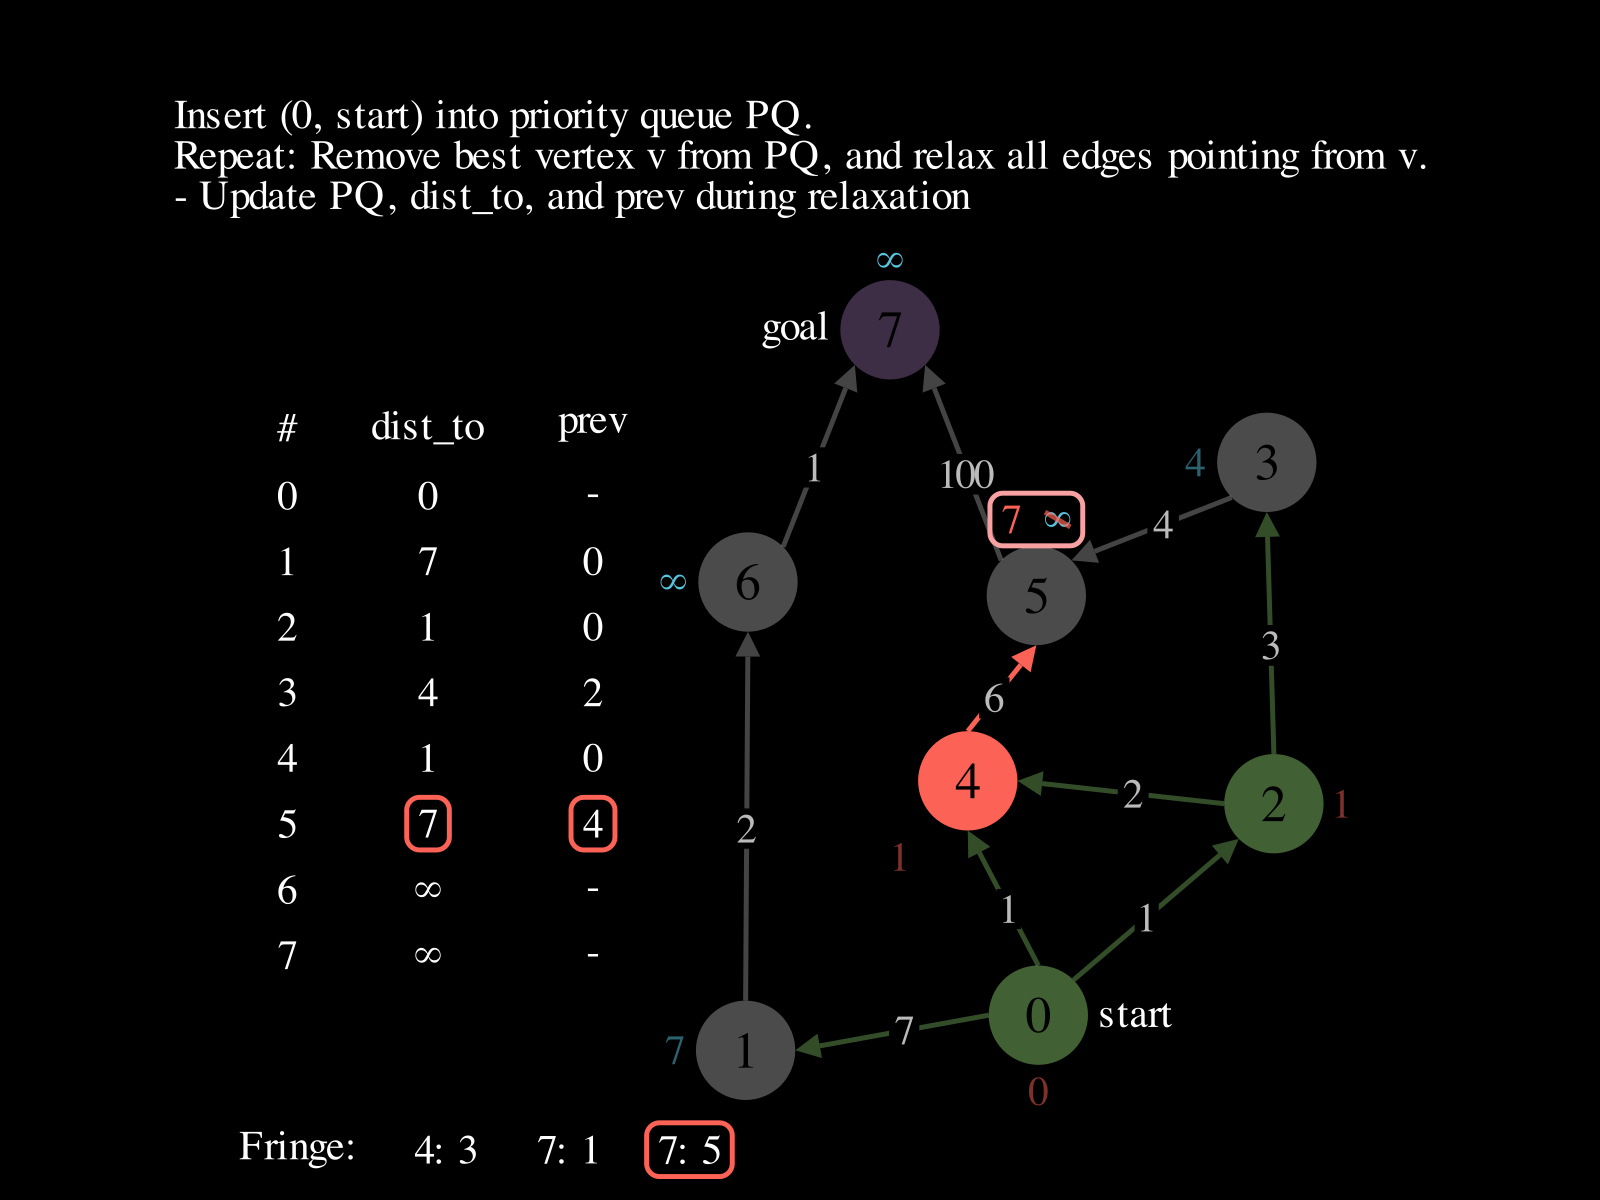 Insert (0, start) into priority queue PQ.
Repeat: Remove best vertex v from PQ, and relax all edges pointing from v.
- Update PQ, dist_to, and prev during relaxation
∞
goal 7
# dist_to prev
0 0 -
1 7 0
2 1 0
3 4 2
4 1 0
5 7 4
6 ∞ -
7 ∞ -
1 100
4 3
7 ∞ 4
∞ 6 5
3
6
4 2 2 1
2
1
1 1
0 start
7
7 1
0
Fringe: 4: 3 7: 1 7: 5